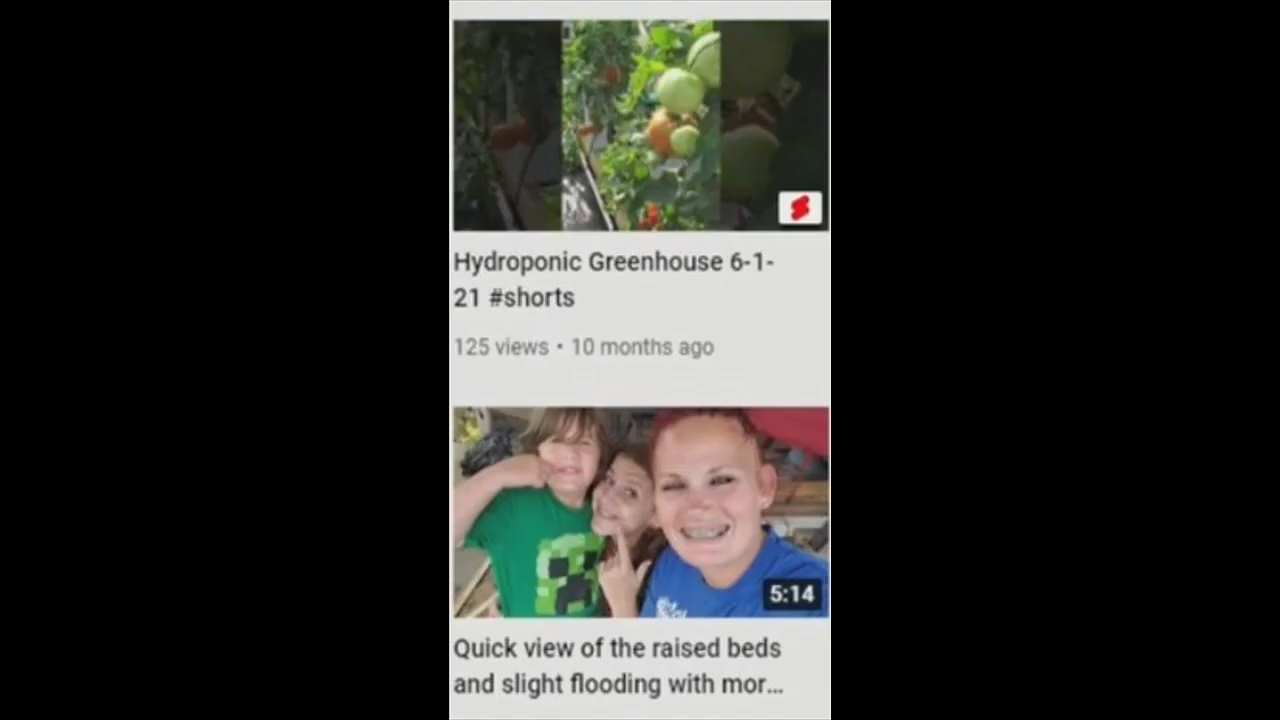 Hydroponic Greenhouse 6-1-
21 #shorts
125 views • 10 months ago
5:14
Quick view of the raised beds
and slight flooding with mor...